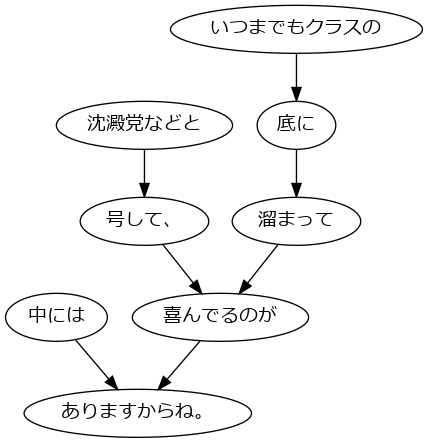 いつまでもクラスの
沈澱党などと
底に
号して、
溜まって
中には
喜んでるのが
ありますからね。